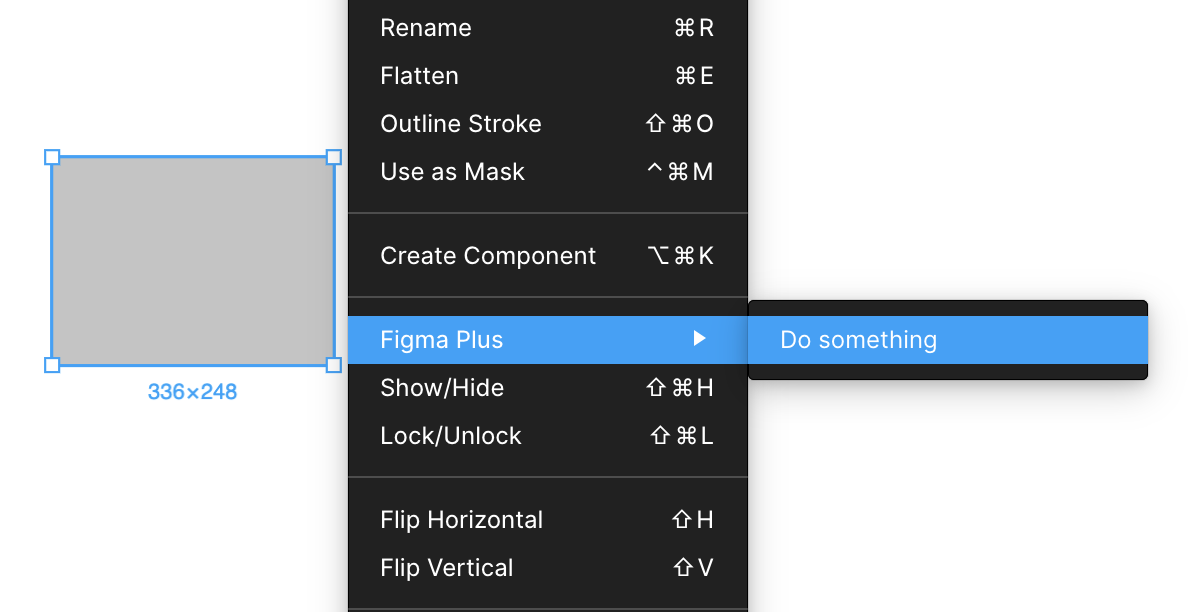 Rename ⌘R
Flatten ⌘E
Outline Stroke ⇧⌘O
Use as Mask ^⌘M
Create Component ⌥⌘K
Figma Plus ▶ Do something
Show/Hide ⇧⌘H
336×248
Lock/Unlock ⇧⌘L
Flip Horizontal ⇧H
Flip Vertical ⇧V